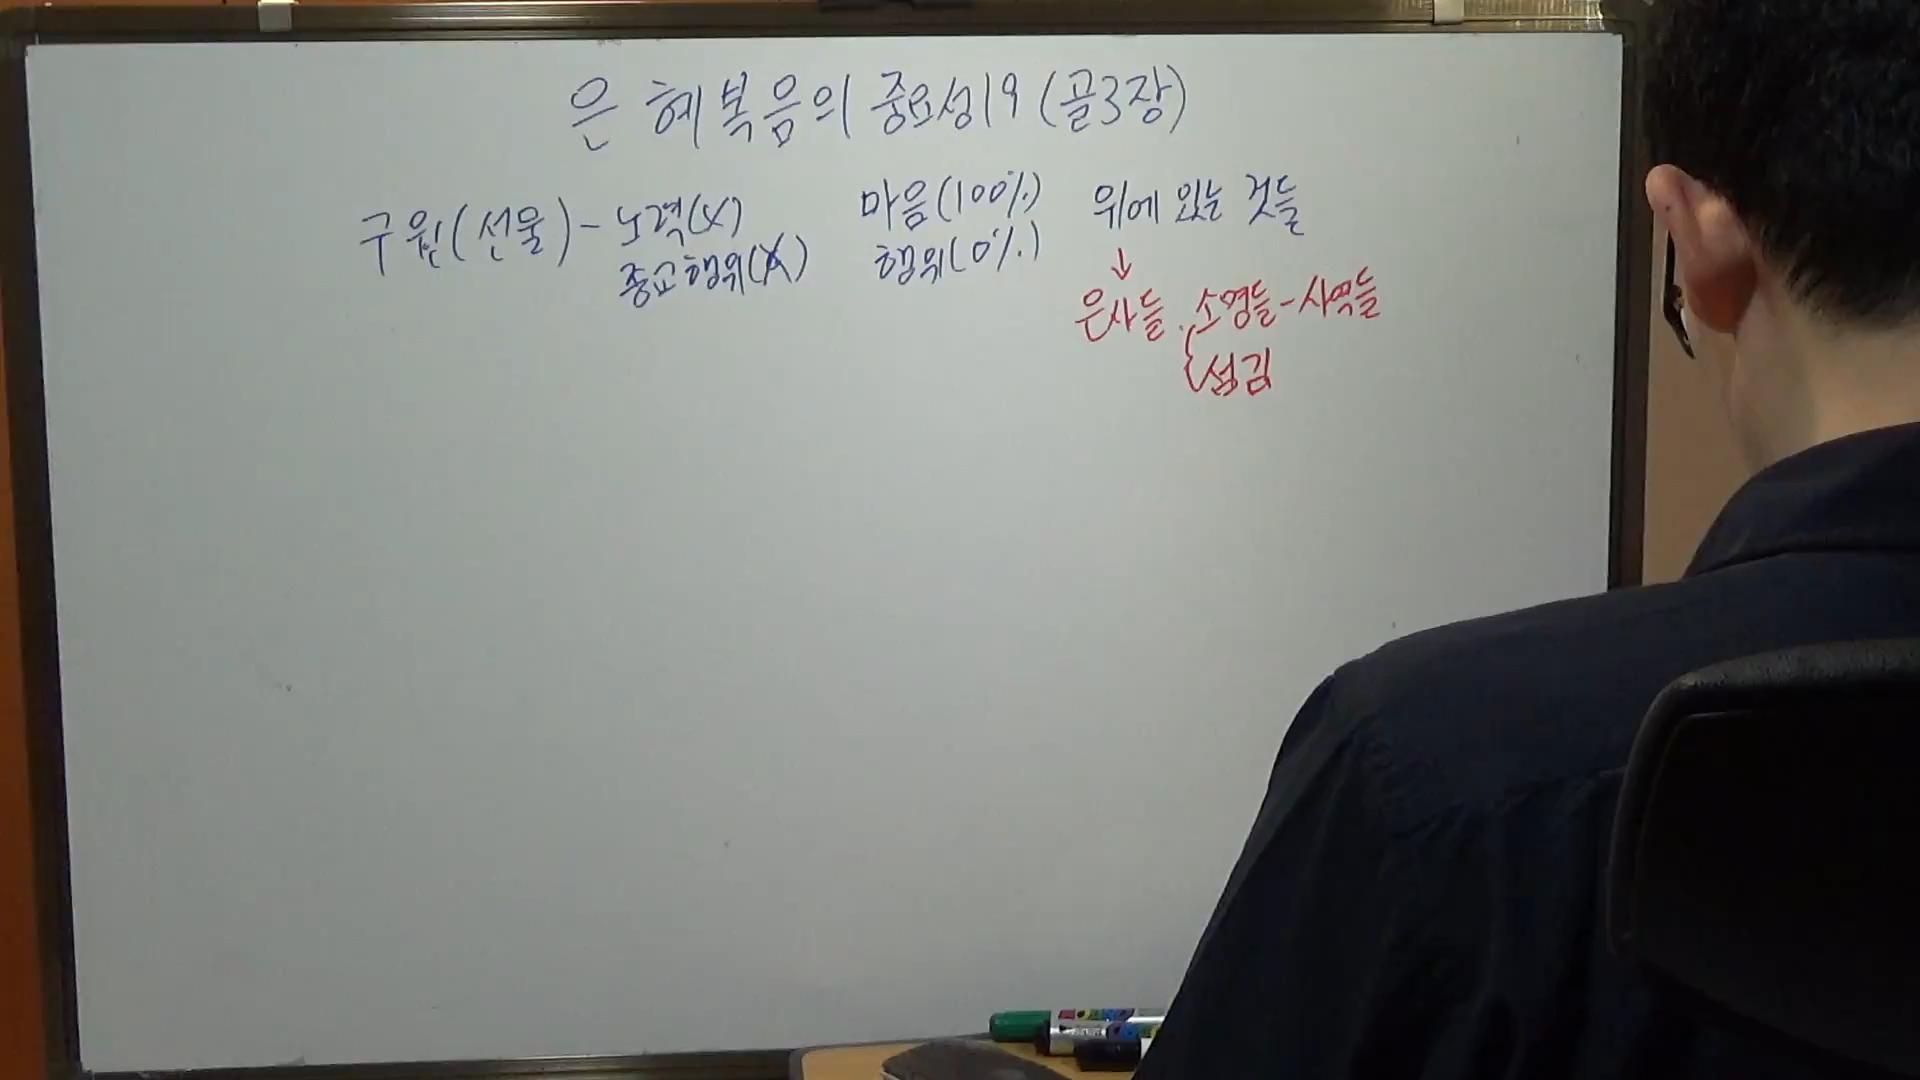 은혜복음의 중요성19 (골3장)
구원(선물) - 노력(X) 마음(100%) 위에 있는 것들
종교행위(X) 행위(0%)
↓
은사들. 소명들-사역들
{섬김